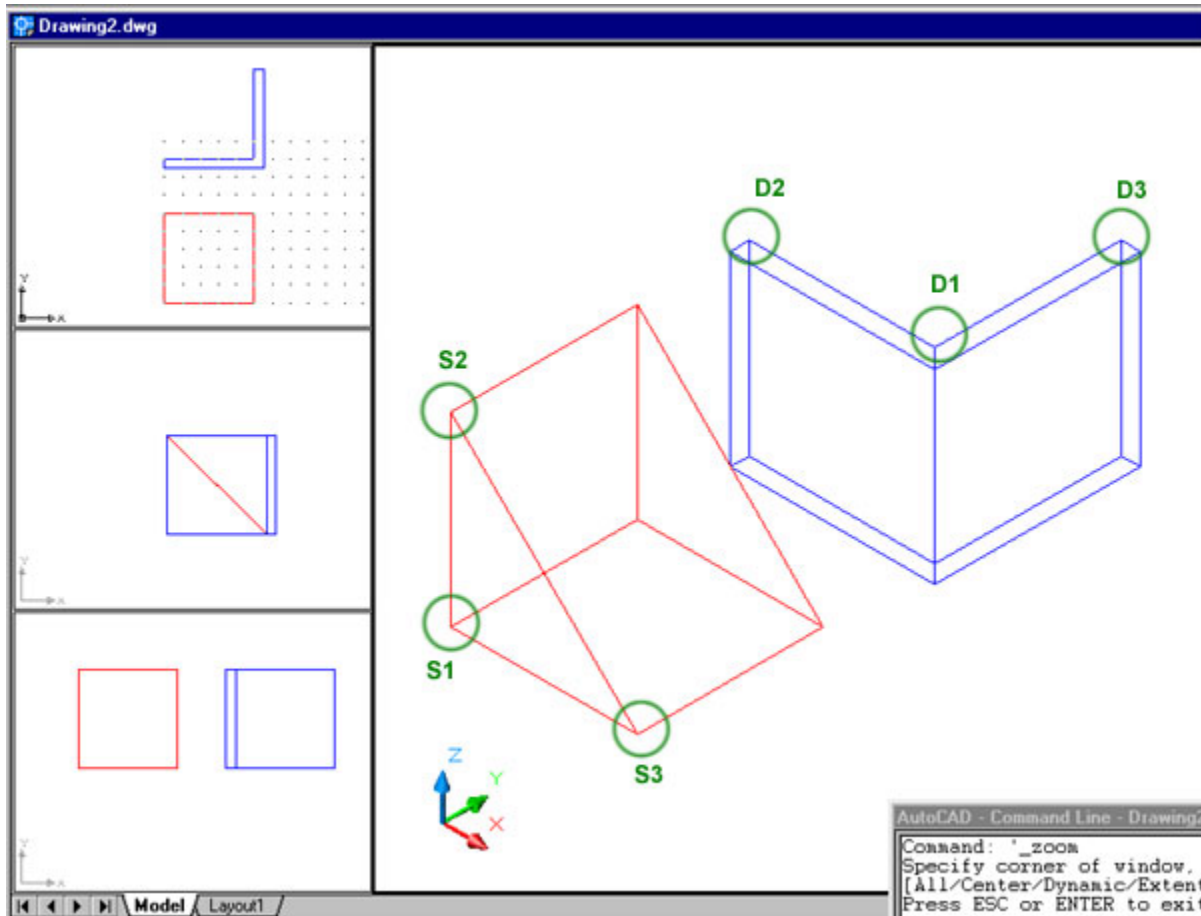 Drawing2.dwg
Y
X
Y
X
Y
X
D2
D3
D1
S2
S1
S3
Z
Y
X
Model
Layout1
AutoCAD - Command Line - Drawing2
Command: '_zoom
Specify corner of window,
[All/Center/Dynamic/Extent
Press ESC or ENTER to exit